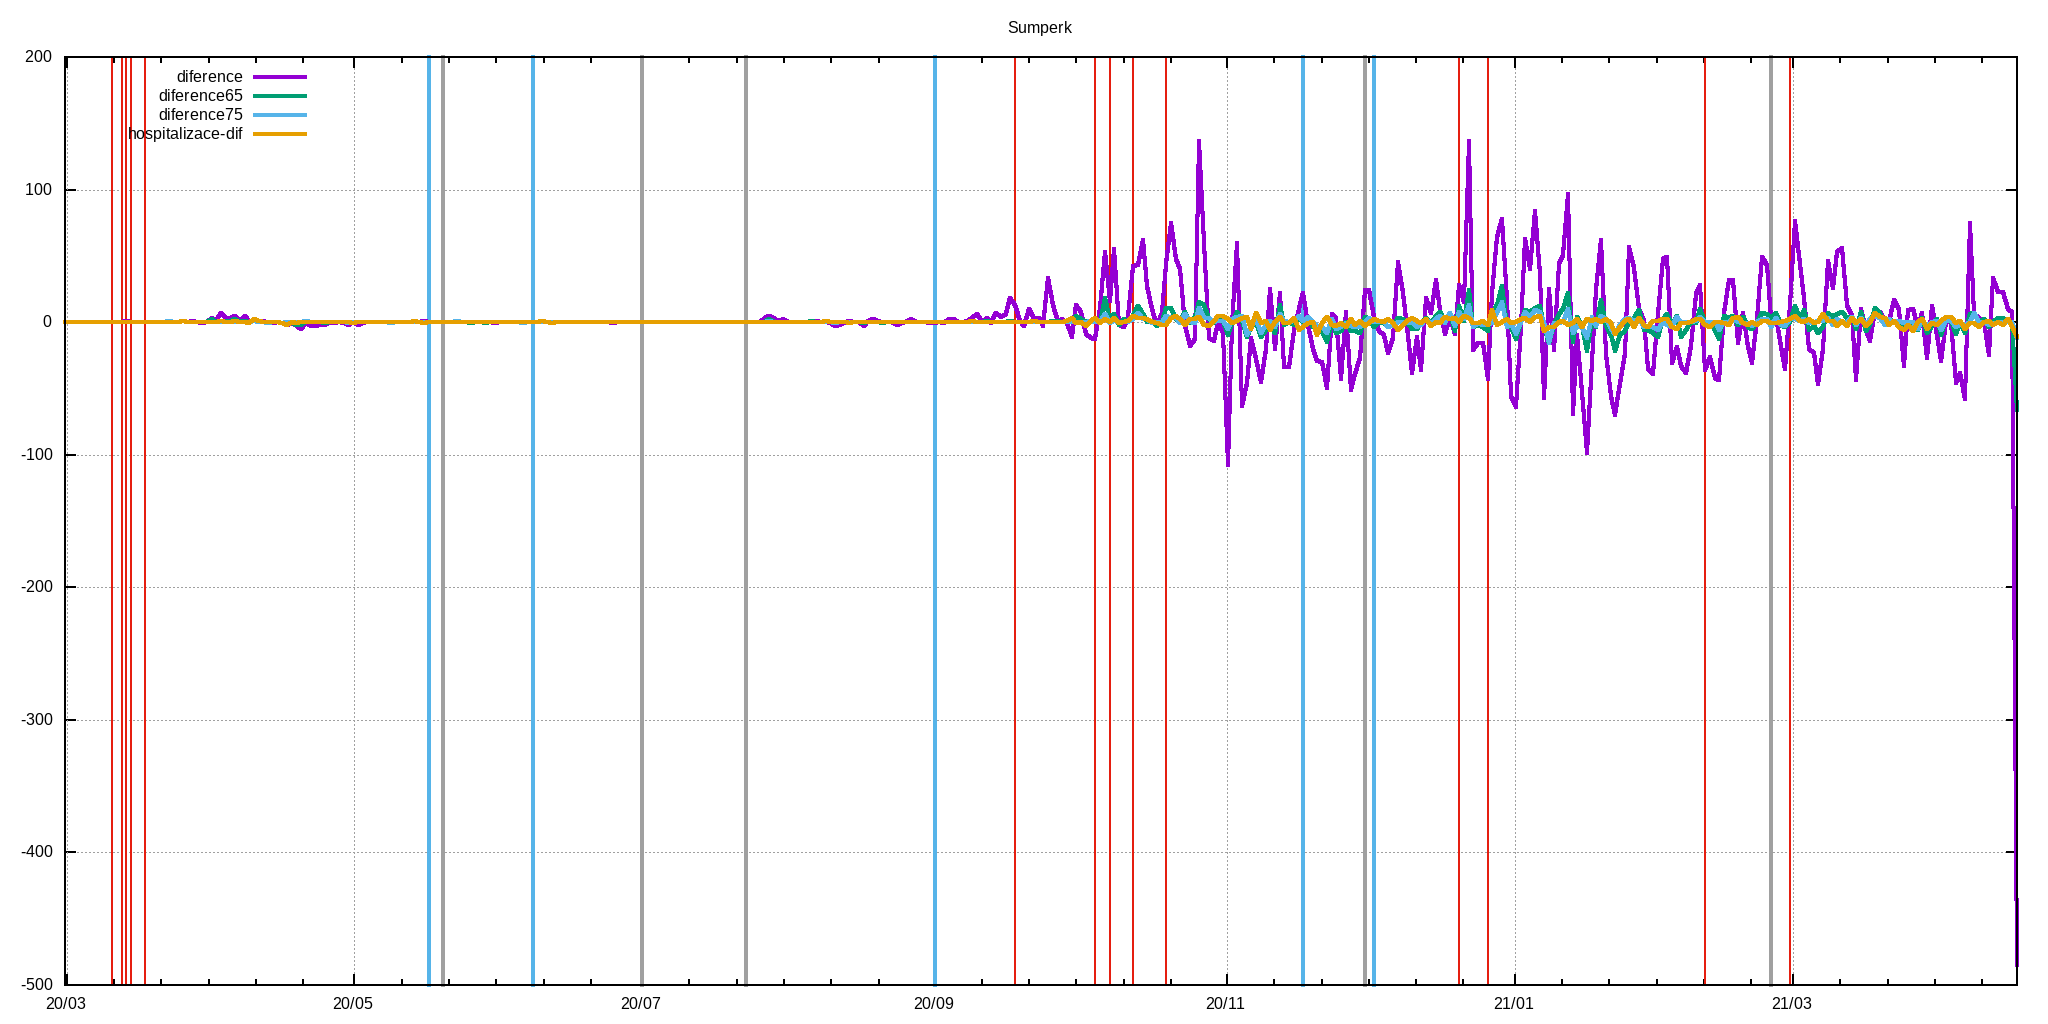 Sumperk
200
100
0
-100
-200
-300
-400
-500
diference
diference65
diference75
hospitalizace-dif
20/03 20/05 20/07 20/09 20/11 21/01 21/03